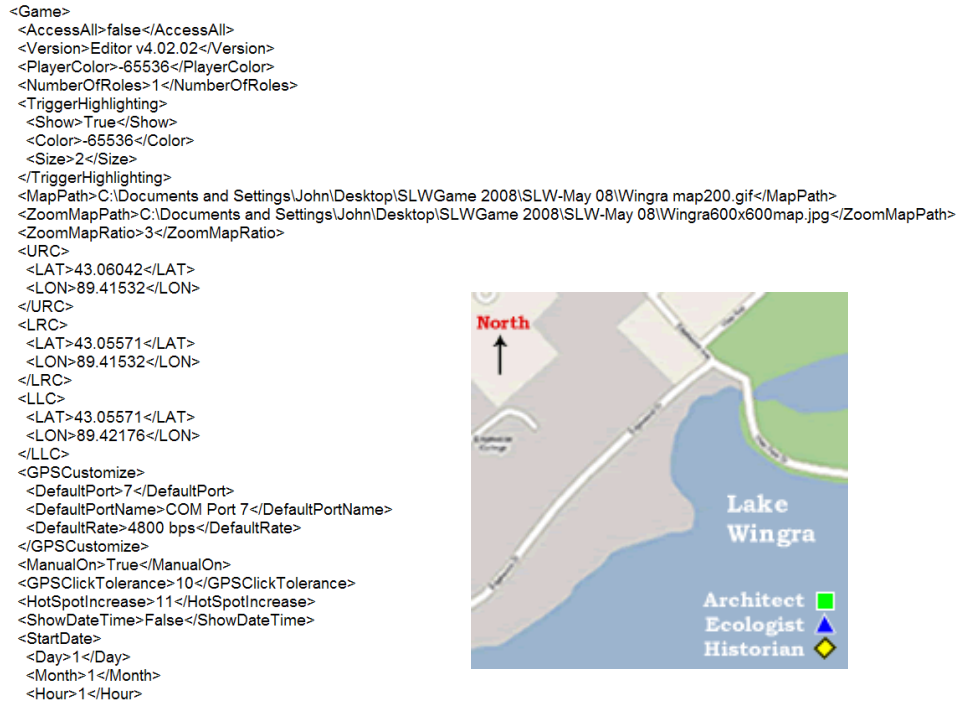 <Game>
<AccessAll>false</AccessAll>
<Version>Editor v4.02.02</Version>
<PlayerColor>-65536</PlayerColor>
<NumberOfRoles>1</NumberOfRoles>
<TriggerHighlighting>
<Show>True</Show>
<Color>-65536</Color>
<Size>2</Size>
</TriggerHighlighting>
<MapPath>C:\Documents and Settings\John\Desktop\SLWGame 2008\SLW-May 08\Wingra map200.gif</MapPath>
<ZoomMapPath>C:\Documents and Settings\John\Desktop\SLWGame 2008\SLW-May 08\Wingra600x600map.jpg</ZoomMapPath>
<ZoomMapRatio>3</ZoomMapRatio>
<URC>
<LAT>43.06042</LAT>
<LON>89.41532</LON>
</URC>
<LRC>
<LAT>43.05571</LAT>
<LON>89.41532</LON>
</LRC>
<LLC>
<LAT>43.05571</LAT>
<LON>89.42176</LON>
</LLC>
<GPSCustomize>
<DefaultPort>7</DefaultPort>
<DefaultPortName>COM Port 7</DefaultPortName>
<DefaultRate>4800 bps</DefaultRate>
</GPSCustomize>
<ManualOn>True</ManualOn>
<GPSClickTolerance>10</GPSClickTolerance>
<HotSpotIncrease>11</HotSpotIncrease>
<ShowDateTime>False</ShowDateTime>
<StartDate>
<Day>1</Day>
<Month>1</Month>
<Hour>1</Hour>
North
Lake
Wingra
Architect
Ecologist
Historian